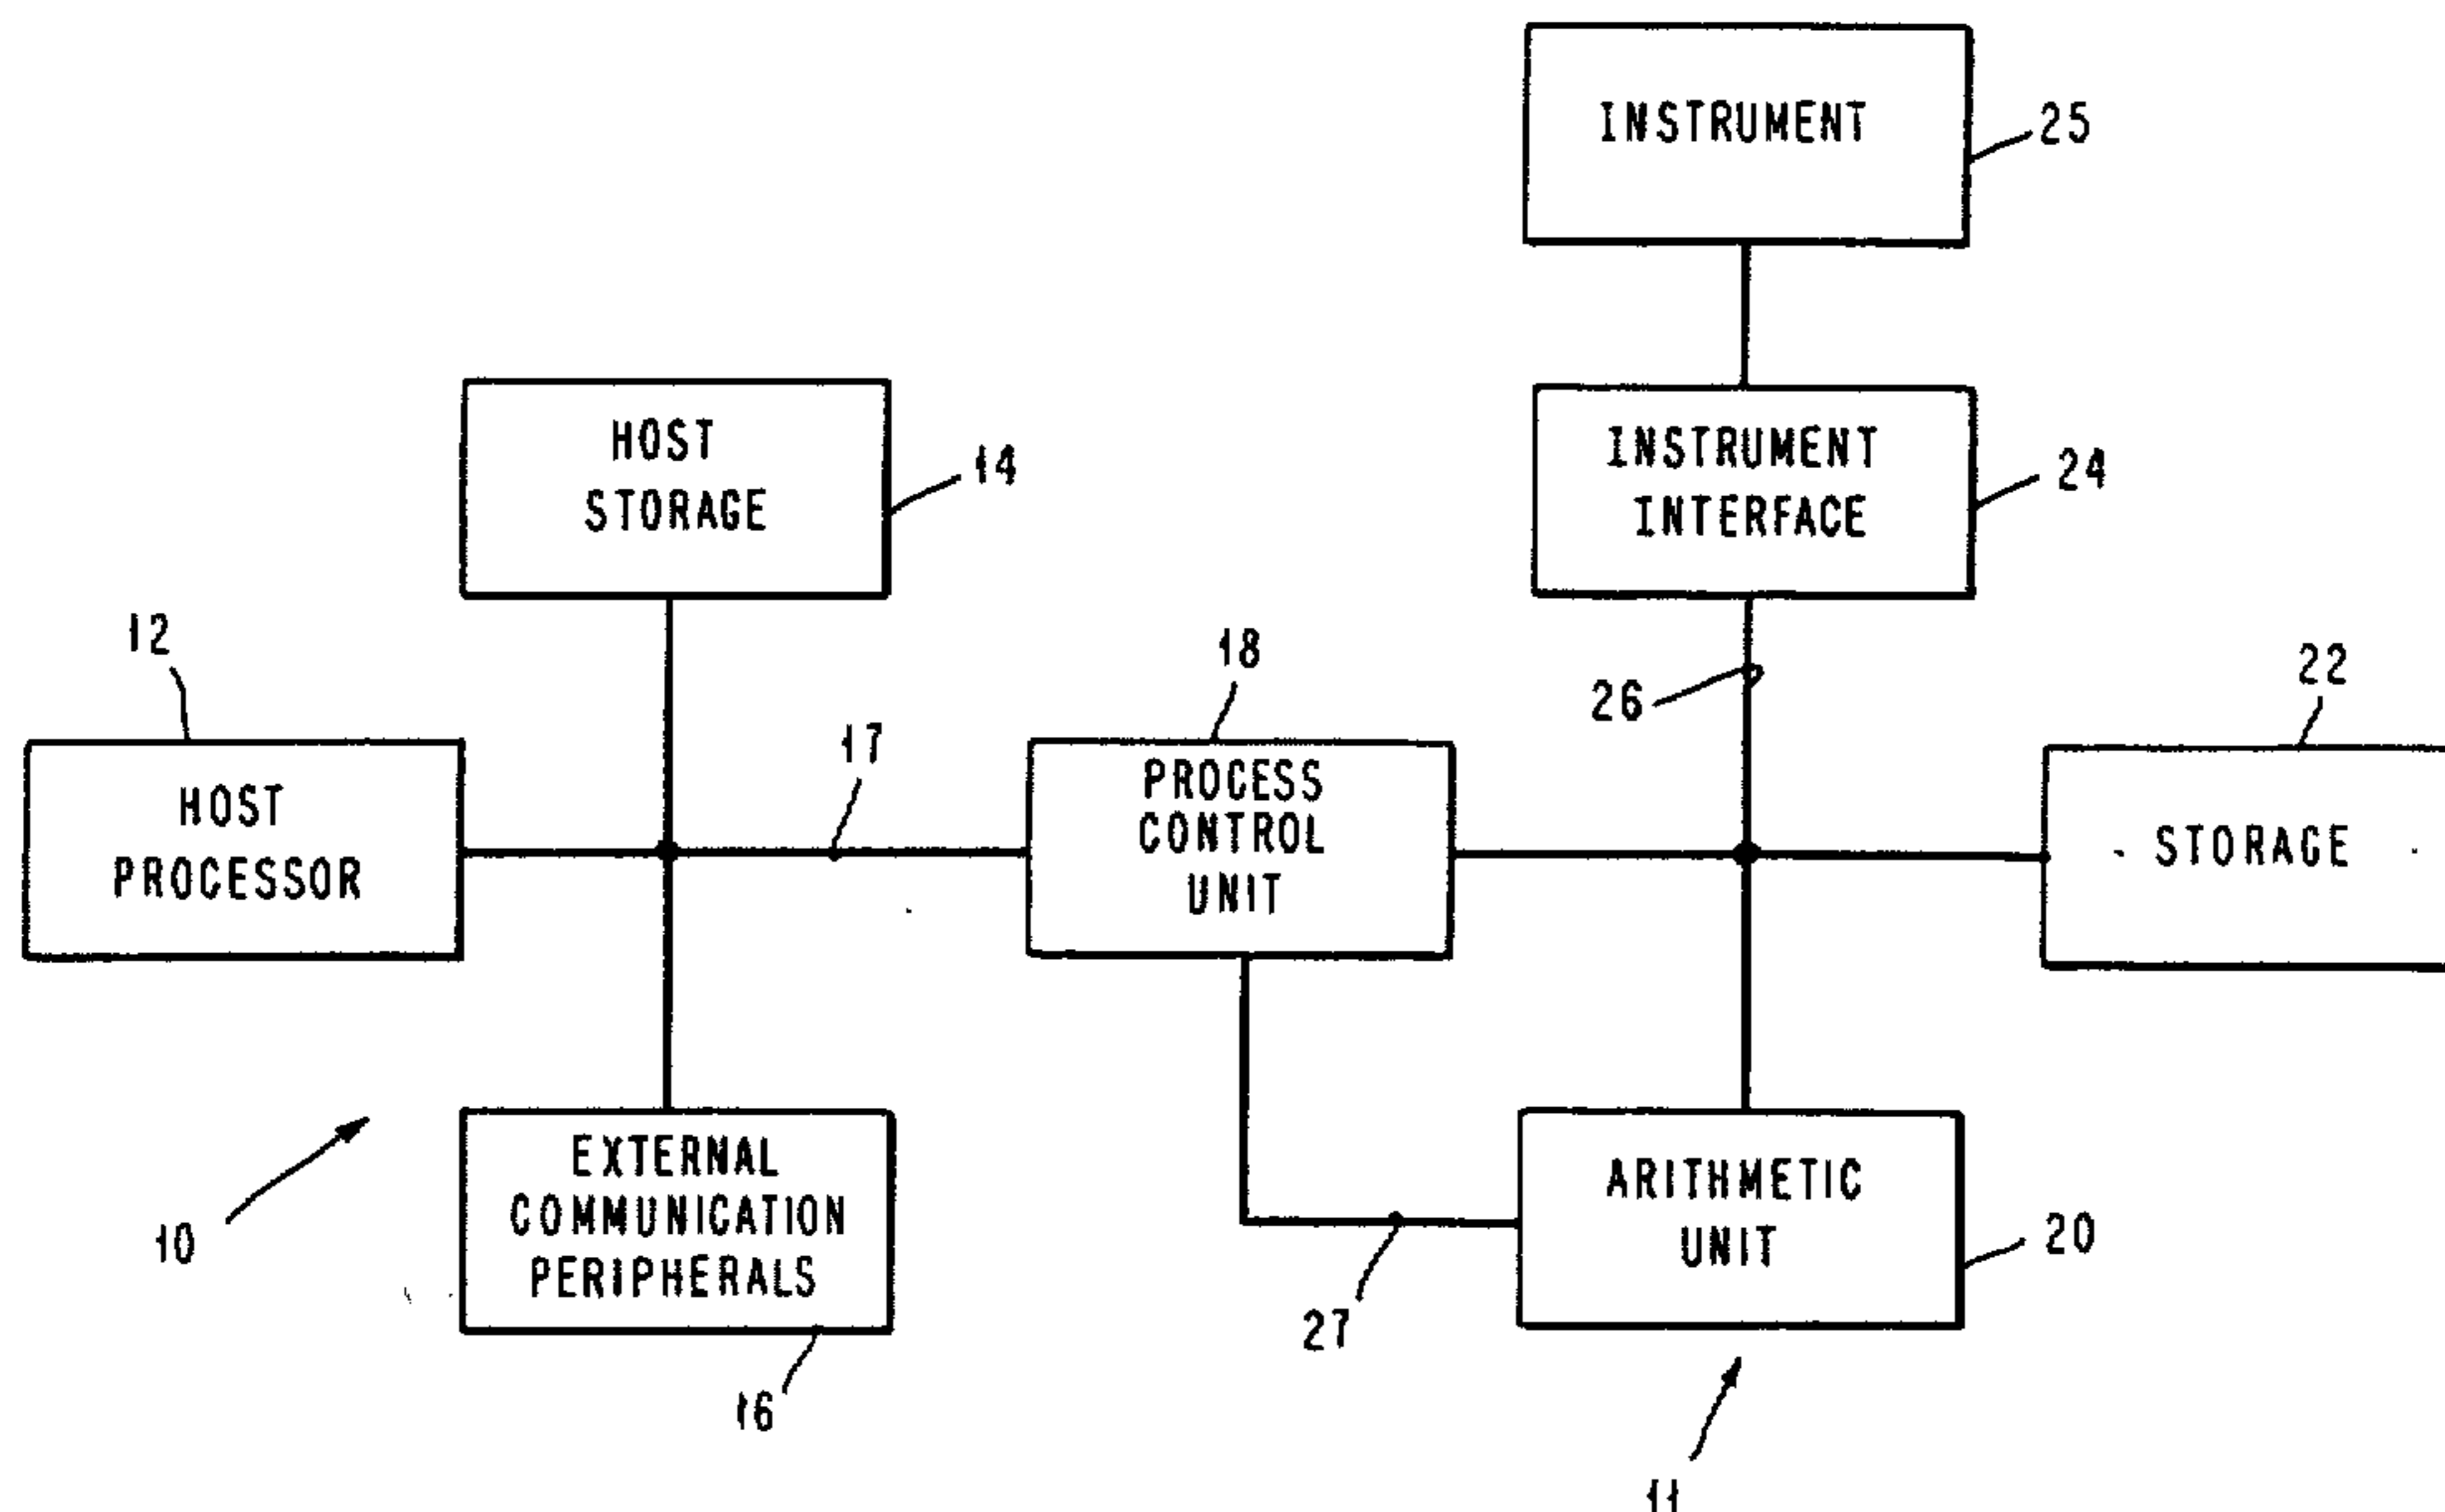 INSTRUMENT
25
HOST
STORAGE
14
INSTRUMENT
INTERFACE
24
12
18
26
22
17
HOST
PROCESSOR
PROCESS
CONTROL
UNIT
STORAGE
10
EXTERNAL
COMMUNICATION
PERIPHERALS
16
27
ARITHMETIC
UNIT
20
11